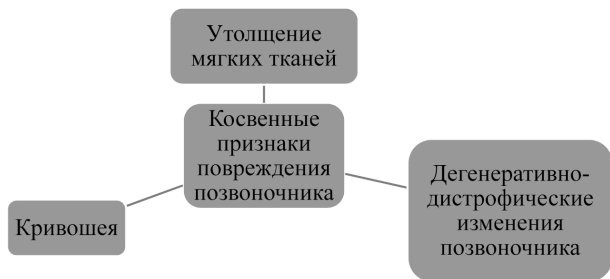 Утолщение
мягких тканей
Косвенные
признаки
повреждения
позвоночника
Кривошея
Дегенеративно-
дистрофические
изменения
позвоночника